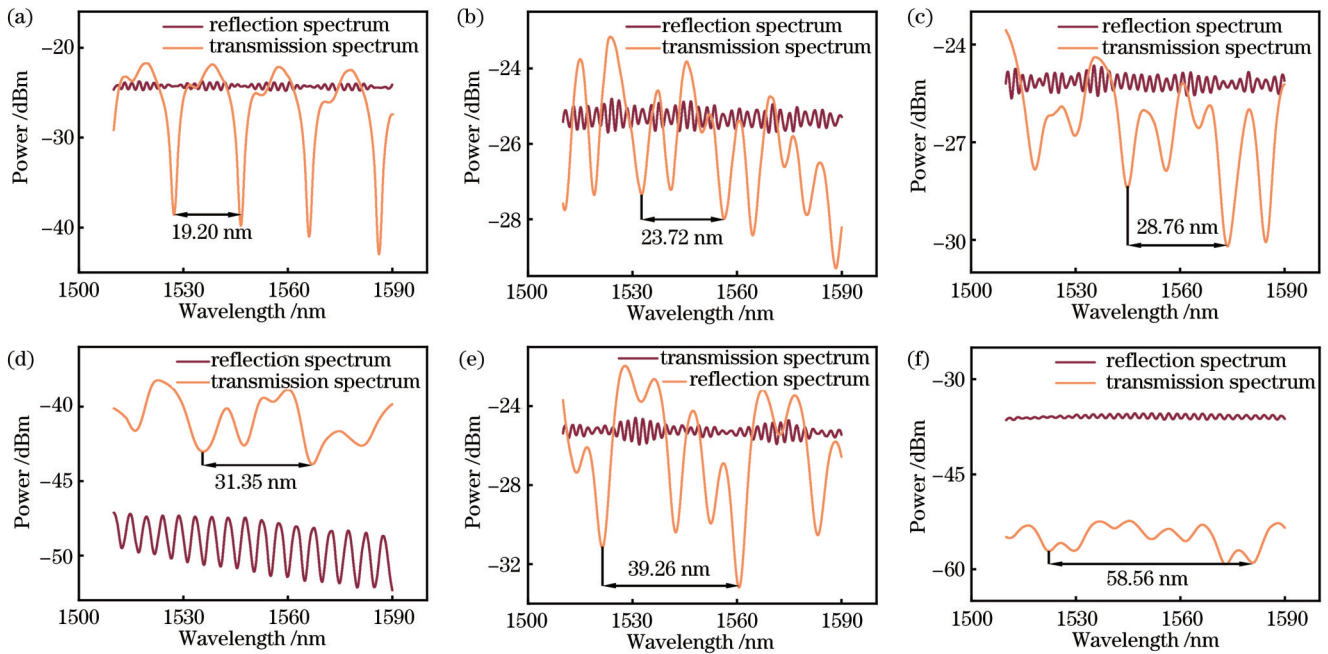 (a)
reflection spectrum
transmission spectrum
−20
−30
−40
Power /dBm
19.20 nm
1500 1530 1560 1590
Wavelength /nm
(b)
reflection spectrum
transmission spectrum
−24
−26
−28
Power /dBm
23.72 nm
1500 1530 1560 1590
Wavelength /nm
(c)
reflection spectrum
transmission spectrum
−24
−27
−30
Power /dBm
28.76 nm
1500 1530 1560 1590
Wavelength /nm
(d)
reflection spectrum
transmission spectrum
−40
−45
−50
Power /dBm
31.35 nm
1500 1530 1560 1590
Wavelength /nm
(e)
transmission spectrum
reflection spectrum
−24
−28
−32
Power /dBm
39.26 nm
1500 1530 1560 1590
Wavelength /nm
(f)
reflection spectrum
transmission spectrum
−30
−45
−60
Power /dBm
58.56 nm
1500 1530 1560 1590
Wavelength /nm